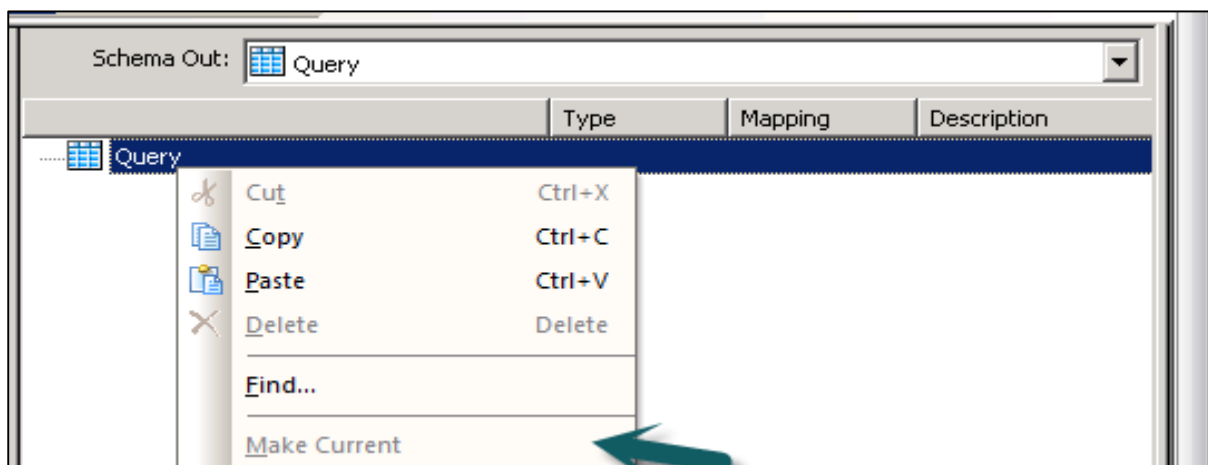 Schema Out: Query
Type Mapping Description
Query
Cut Ctrl+X
Copy Ctrl+C
Paste Ctrl+V
Delete Delete
Find...
Make Current